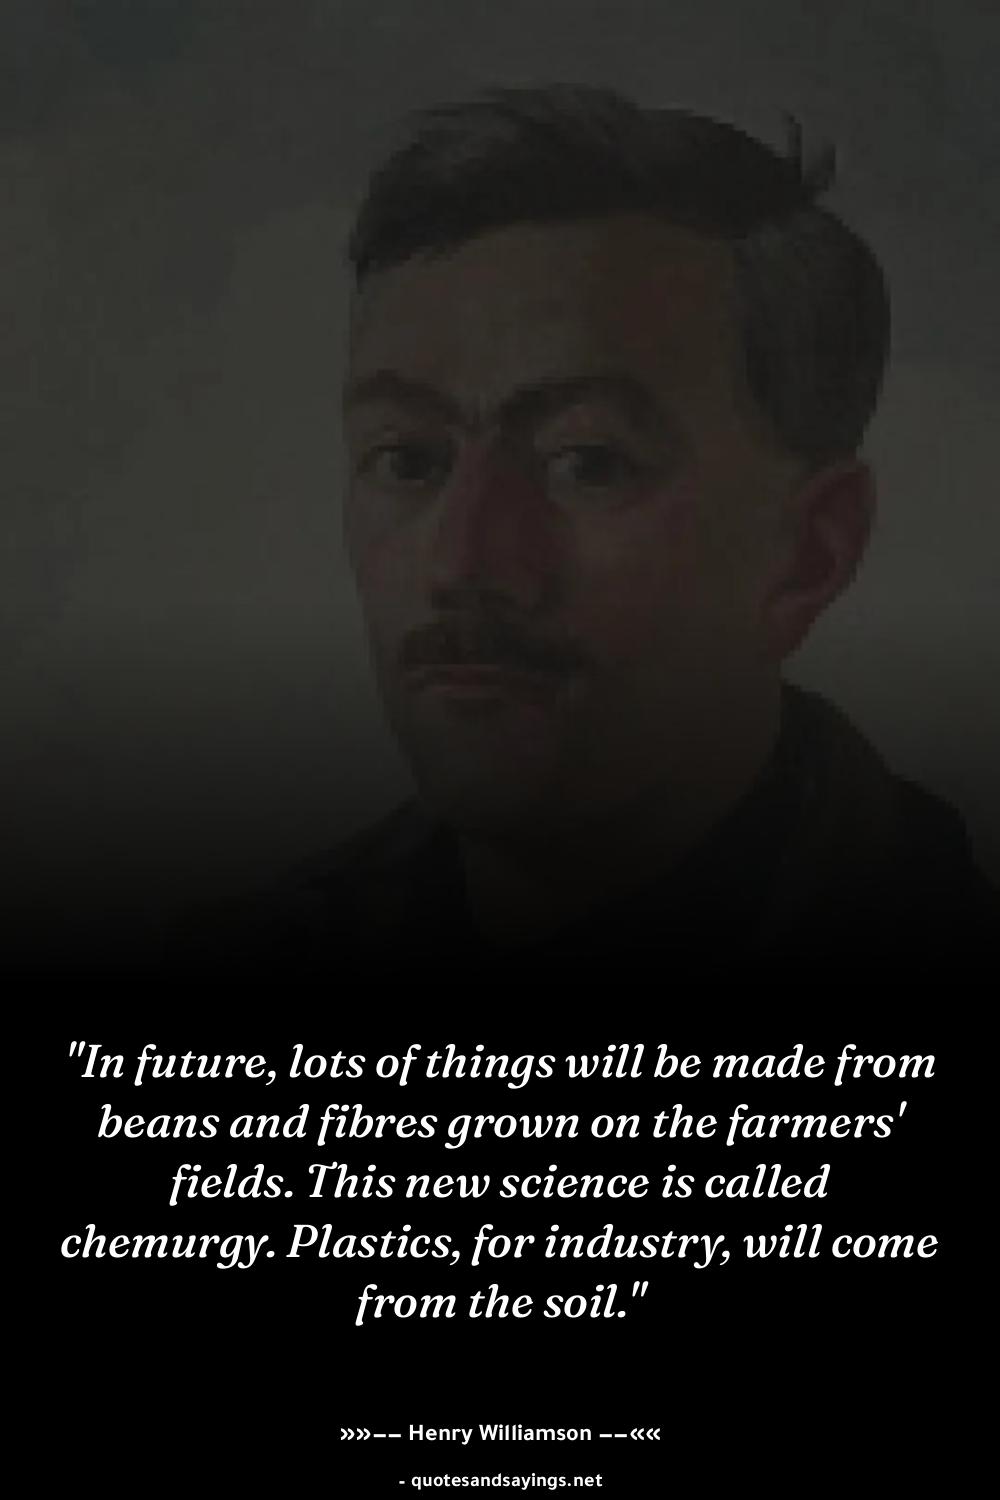 "In future, lots of things will be made from
beans and fibres grown on the farmers'
fields. This new science is called
chemurgy. Plastics, for industry, will come
from the soil."
»»−− Henry Williamson −−««
- quotesandsayings.net